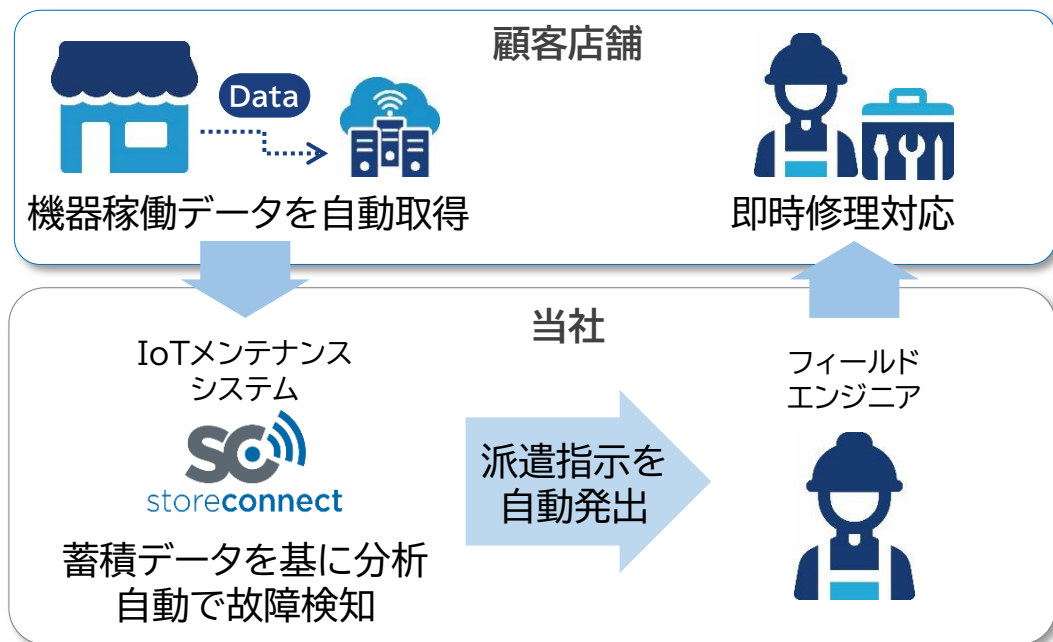 顧客店舗
Data
機器稼働データを自動取得
即時修理対応
当社
IoTメンテナンス
システム
SC
storeconnect
蓄積データを基に分析
自動で故障検知
派遣指示を
自動発出
フィールド
エンジニア